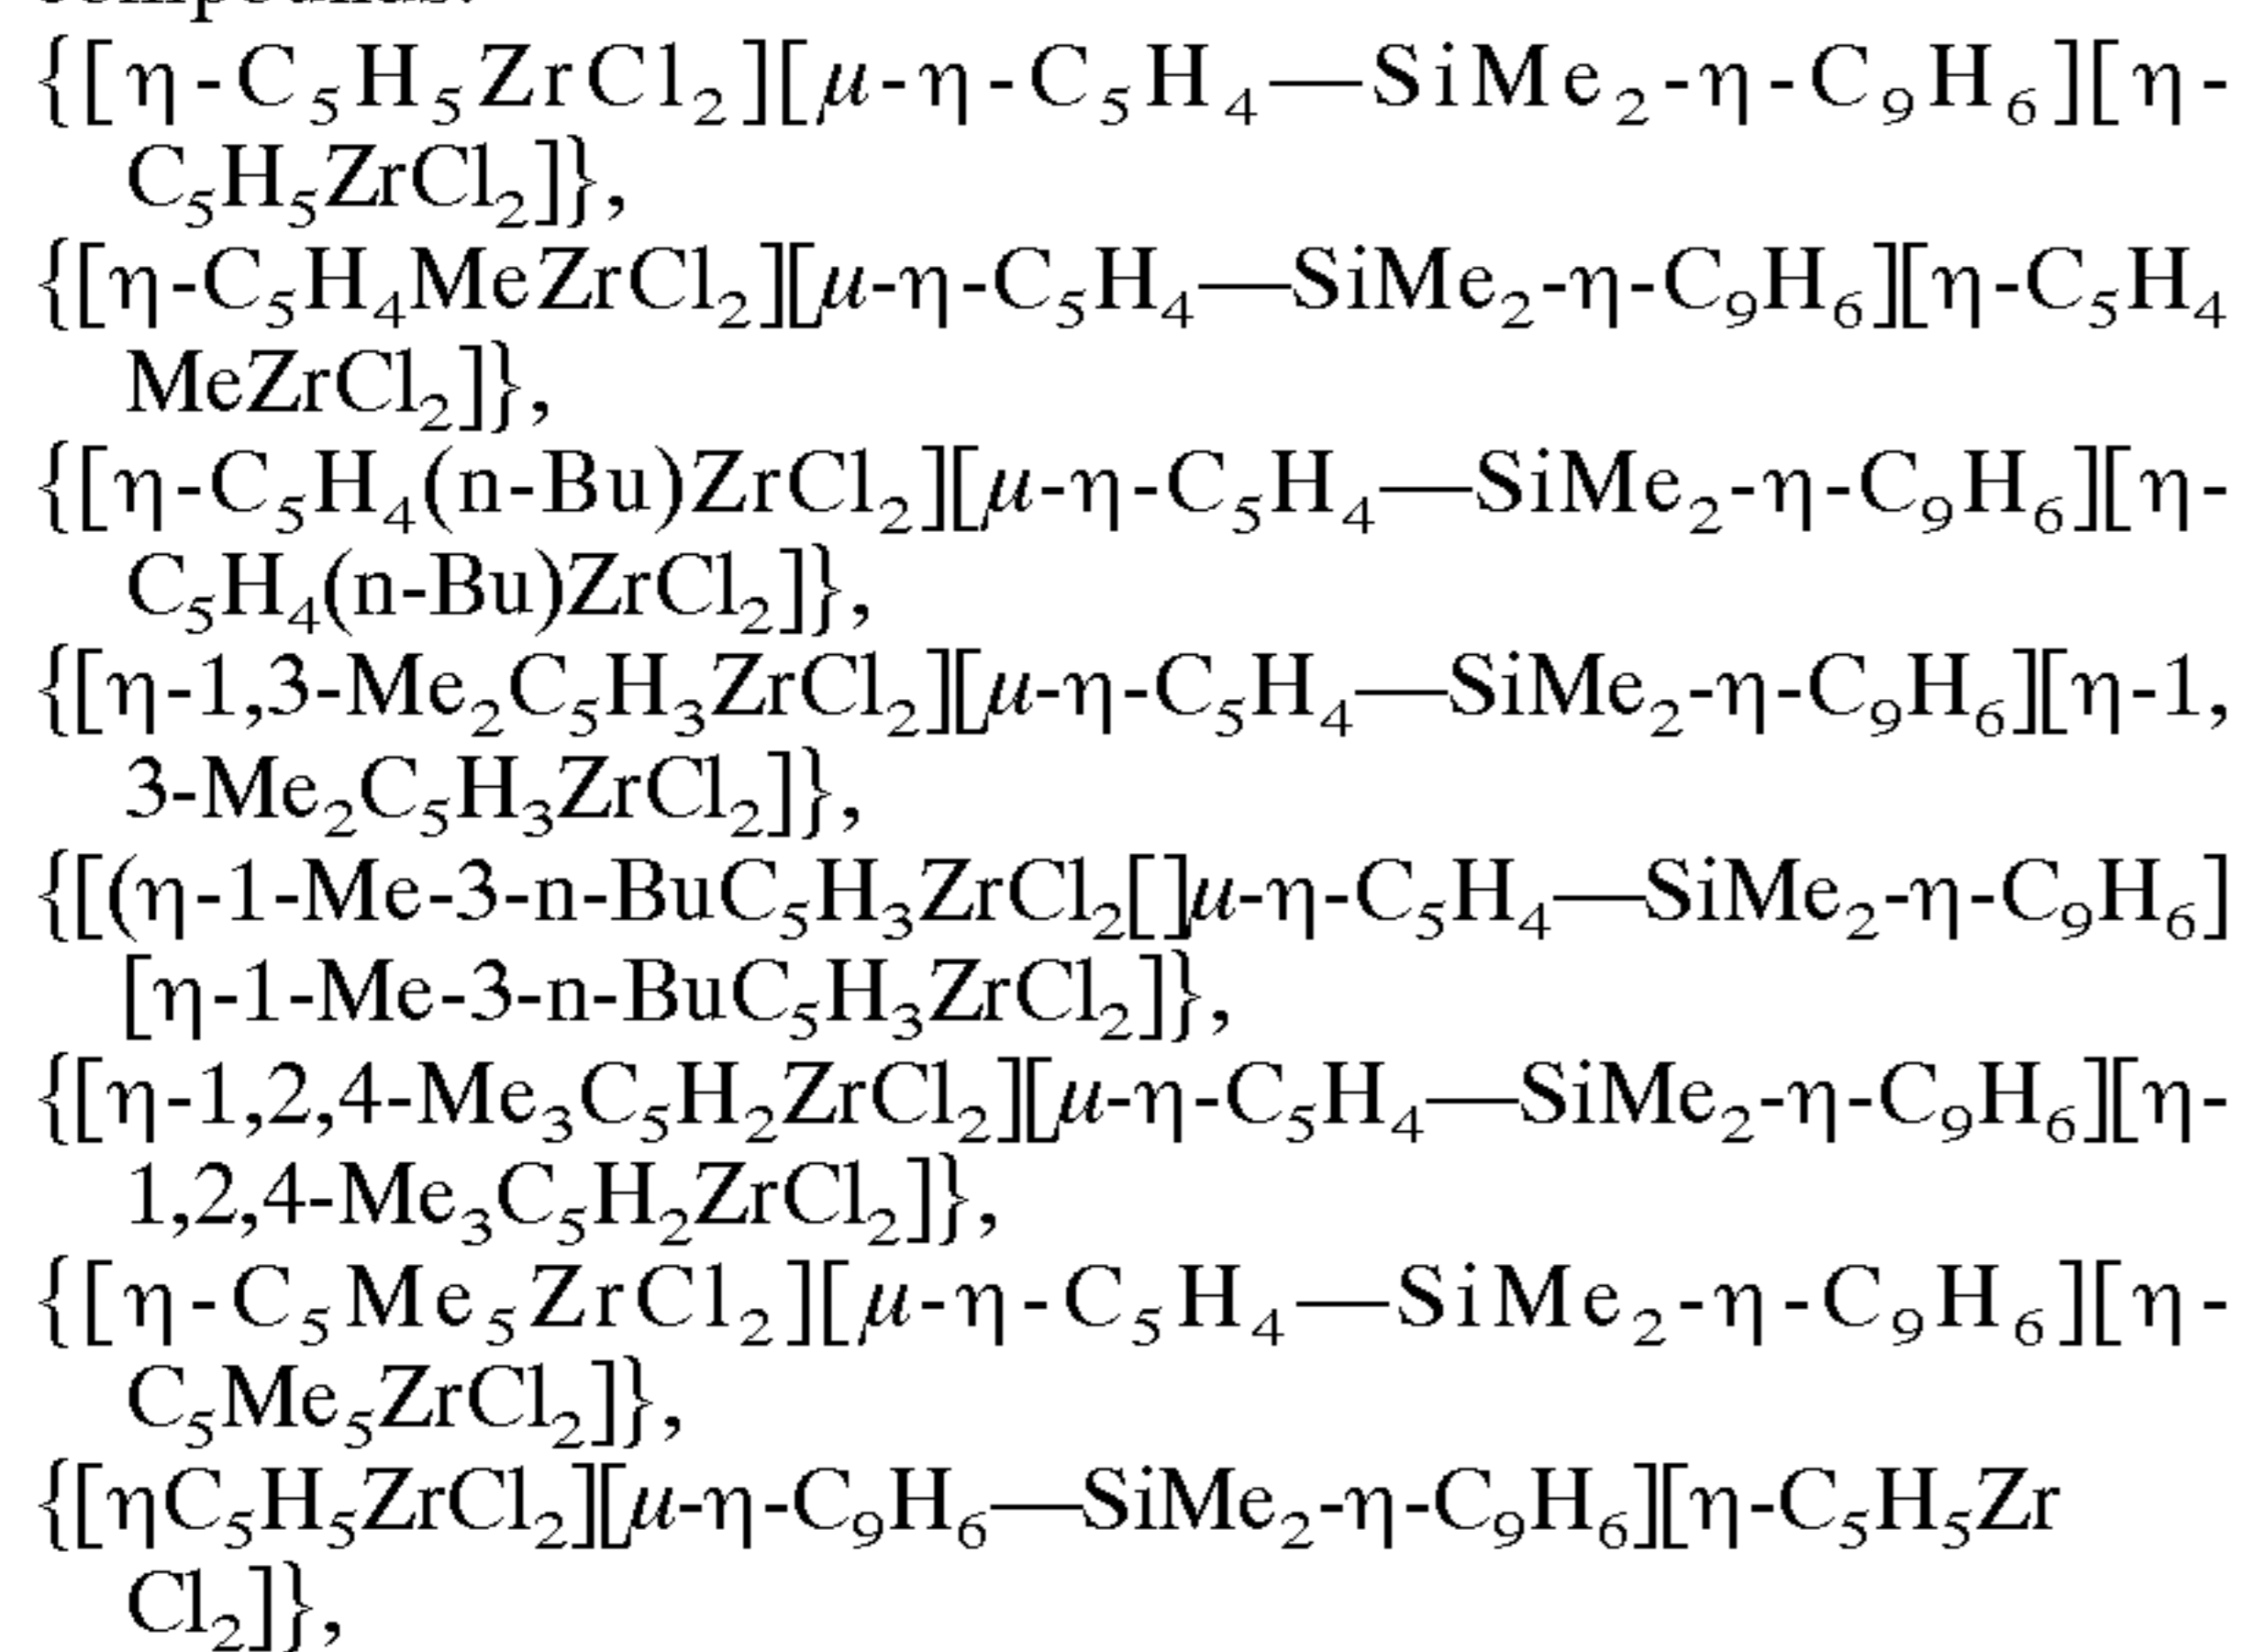 {[η-C₅H₅ZrCl₂][μ-η-C₅H₄—SiMe₂-η-C₉H₆][η-
C₅H₅ZrCl₂]},
{[η-C₅H₄MeZrCl₂][μ-η-C₅H₄—SiMe₂-η-C₉H₆][η-C₅H₄
MeZrCl₂]},
{[η-C₅H₄(n-Bu)ZrCl₂][μ-η-C₅H₄—SiMe₂-η-C₉H₆][η-
C₅H₄(n-Bu)ZrCl₂]},
{[η-1,3-Me₂C₅H₃ZrCl₂][μ-η-C₅H₄—SiMe₂-η-C₉H₆][η-1,
3-Me₂C₅H₃ZrCl₂]},
{[(η-1-Me-3-n-BuC₅H₃ZrCl₂[]μ-η-C₅H₄—SiMe₂-η-C₉H₆]
[η-1-Me-3-n-BuC₅H₃ZrCl₂]},
{[η-1,2,4-Me₃C₅H₂ZrCl₂][μ-η-C₅H₄—SiMe₂-η-C₉H₆][η-
1,2,4-Me₃C₅H₂ZrCl₂]},
{[η-C₅Me₅ZrCl₂][μ-η-C₅H₄—SiMe₂-η-C₉H₆][η-
C₅Me₅ZrCl₂]},
{[ηC₅H₅ZrCl₂][μ-η-C₉H₆—SiMe₂-η-C₉H₆][η-C₅H₅Zr
Cl₂]},